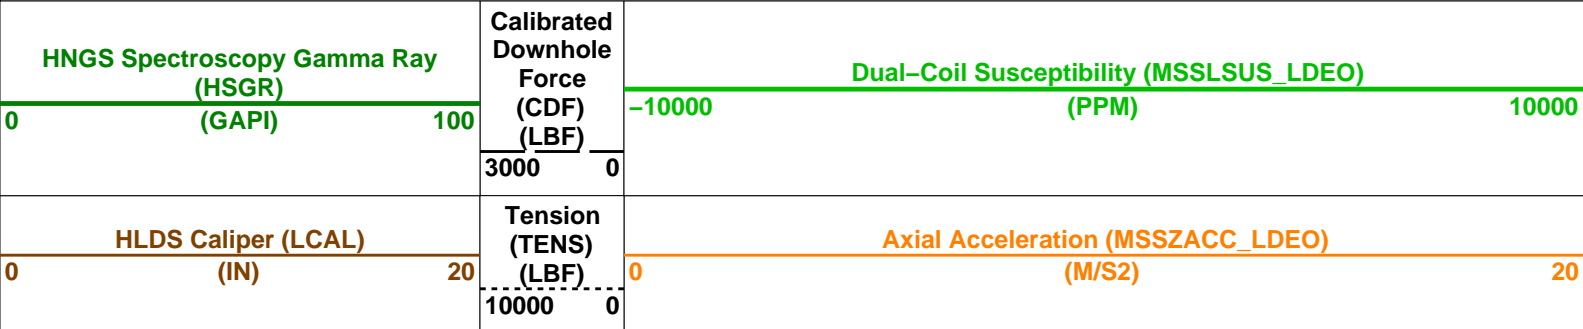 HNGS Spectroscopy Gamma Ray
(HSGR)
0 (GAPI) 100
Calibrated
Downhole
Force
(CDF)
(LBF)
3000 0
Dual−Coil Susceptibility (MSSLSUS_LDEO)
−10000 (PPM) 10000
HLDS Caliper (LCAL)
0 (IN) 20
Tension
(TENS)
(LBF)
10000 0
Axial Acceleration (MSSZACC_LDEO)
0 (M/S2) 20